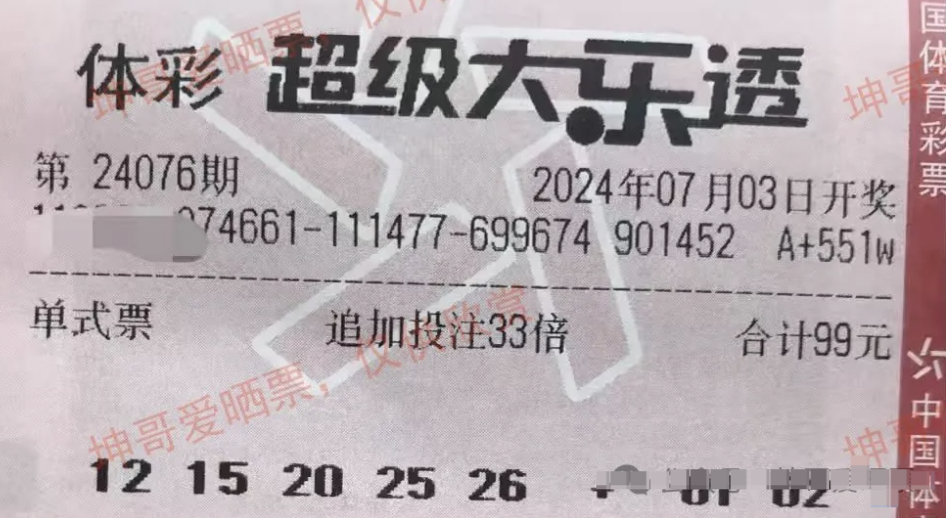 体彩 超级大乐透
第 24076期 2024年07月03日开奖
74661-111477-699674 901452 A+551w
单式票 追加投注33倍 合计99元
12 15 20 25 26 + 01 02
坤哥爱晒票，仅供欣赏
坤哥爱晒票，仅供欣赏
坤哥
坤哥
国体育彩票
中国体